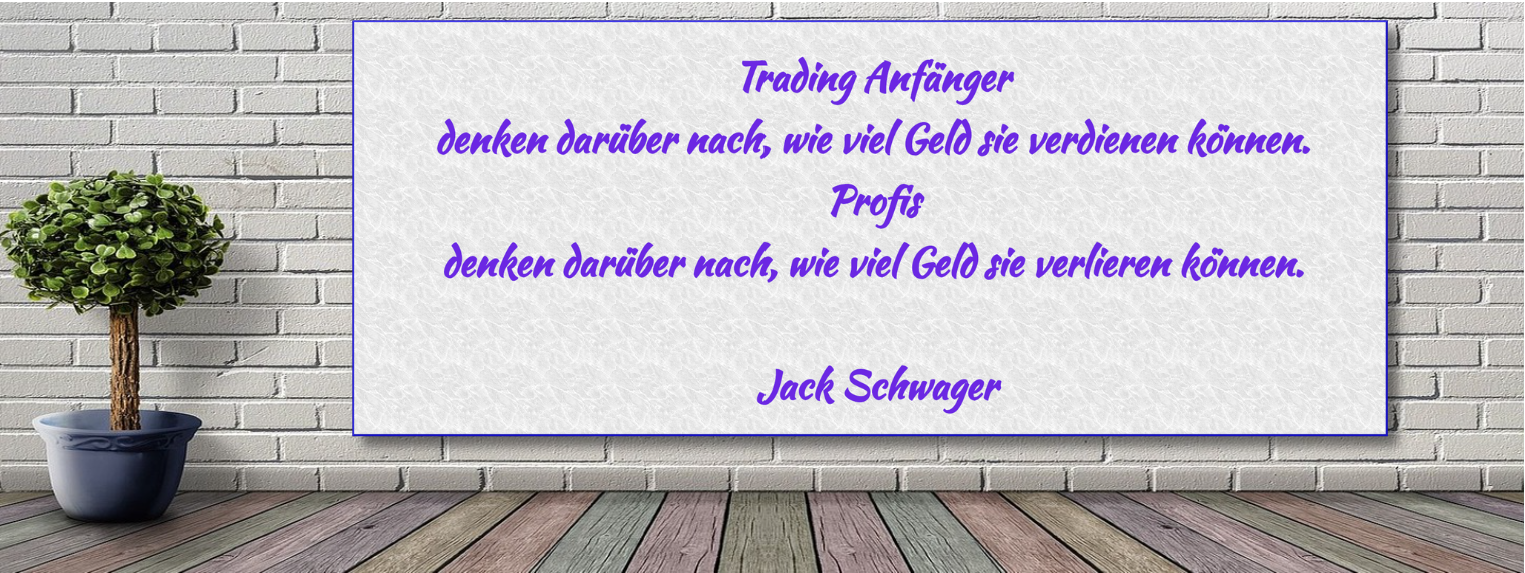 Trading Anfänger
denken darüber nach, wie viel Geld sie verdienen können.
Profis
denken darüber nach, wie viel Geld sie verlieren können.
Jack Schwager